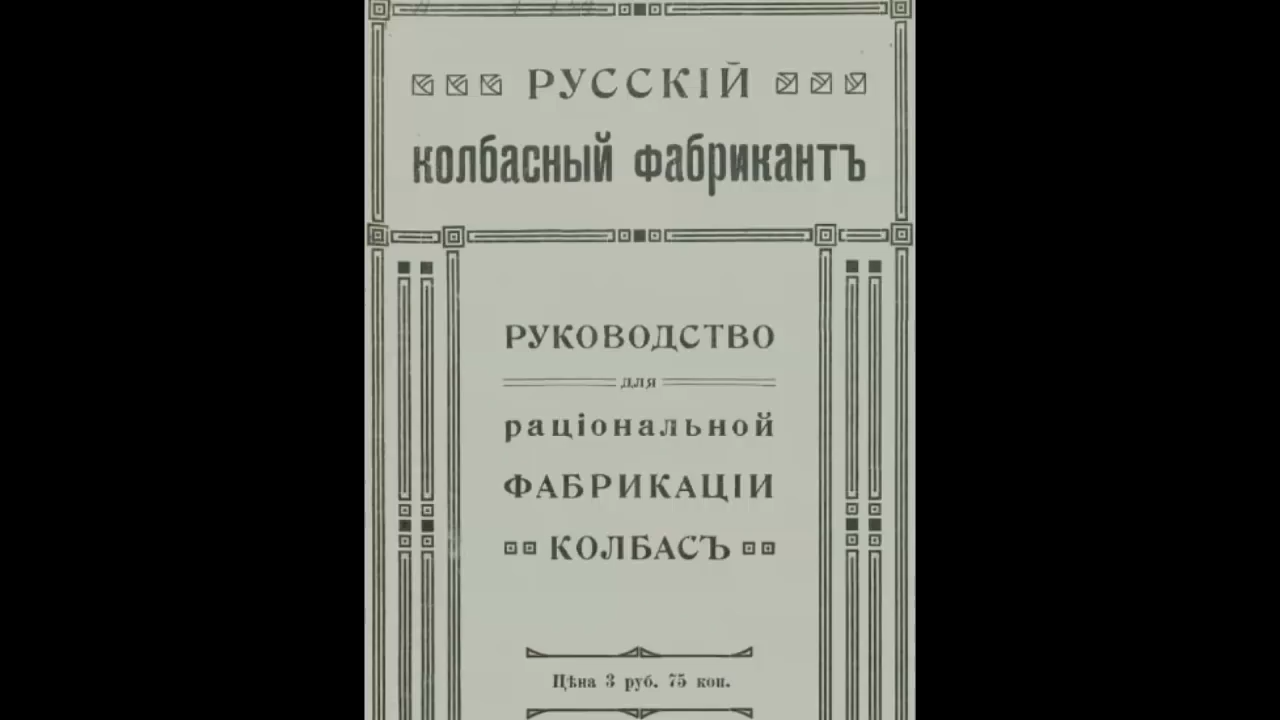 РУССКІЙ
колбасный фабрикантъ
РУКОВОДСТВО
для
раціональной
ФАБРИКАЦІИ
КОЛБАСЪ
Цѣна 3 руб. 75 коп.